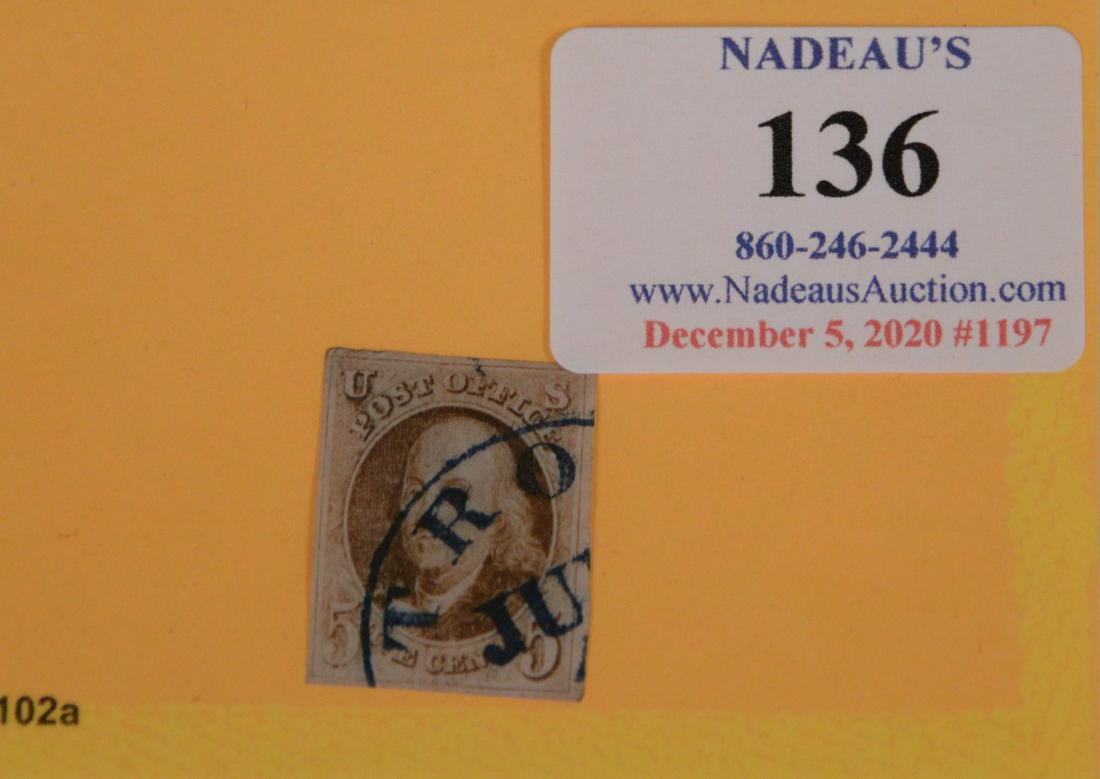 NADEAU'S
136
860-246-2444
www.NadeausAuction.com
December 5, 2020 #1197
U S
POST OFFICE
TRO
JU
5 5
E CEN
102a